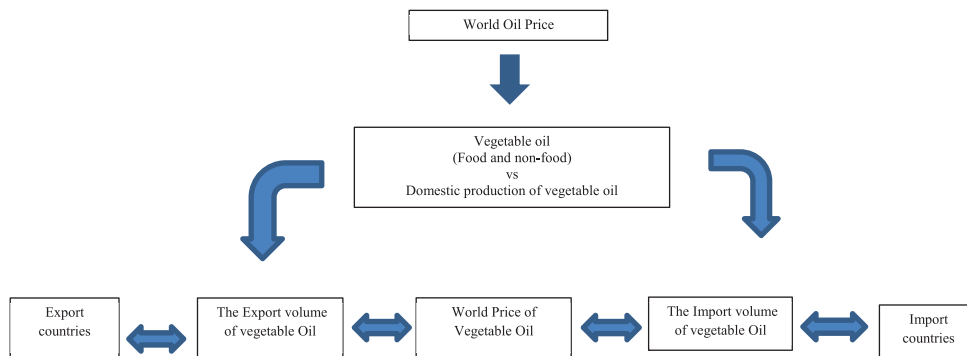 World Oil Price
Vegetable oil
(Food and non-food)
vs
Domestic production of vegetable oil
Export
countries
The Export volume
of vegetable Oil
World Price of
Vegetable Oil
The Import volume
of vegetable Oil
Import
countries